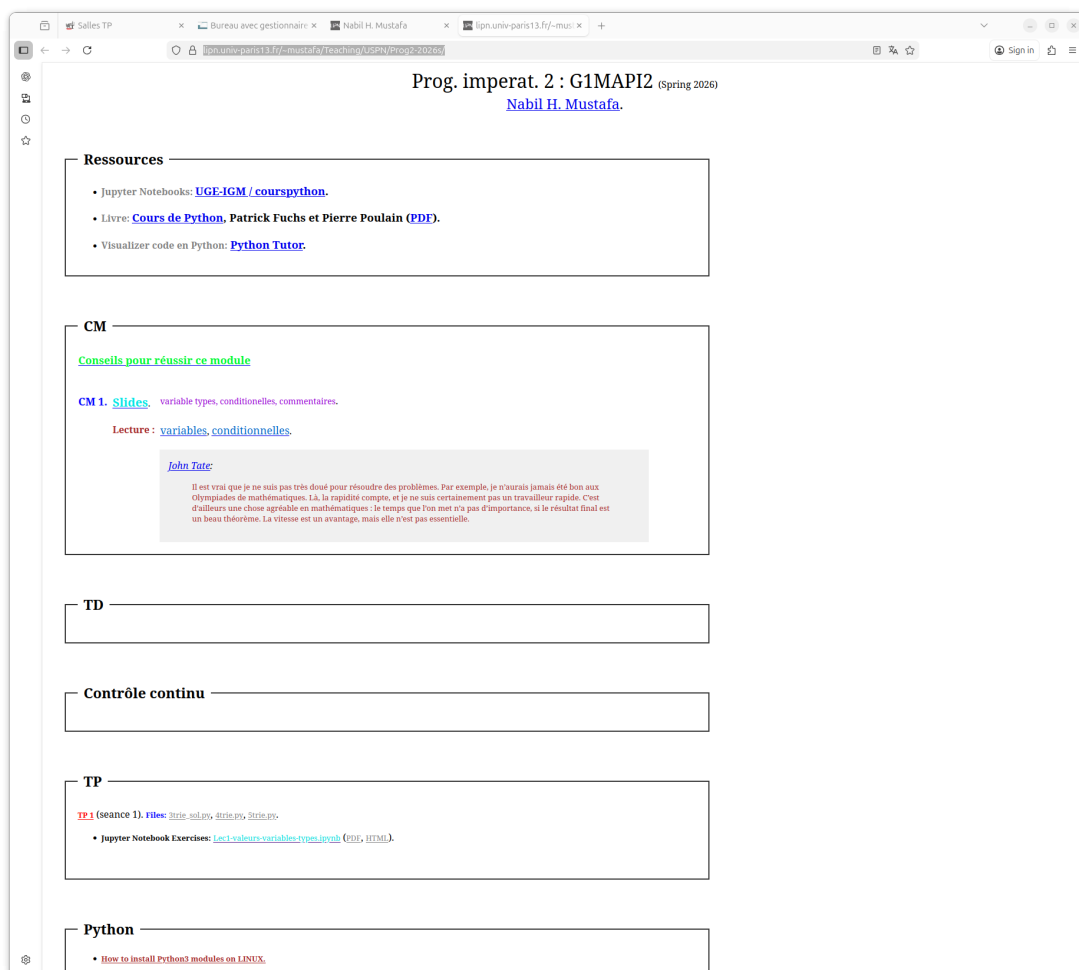 Salles TP
Bureau avec gestionnaire
Nabil H. Mustafa
lipn.univ-paris13.fr/~mus
lipn.univ-paris13.fr/~mustafa/Teaching/USPN/Prog2-2026s/
Sign in
Prog. imperat. 2 : G1MAPI2 (Spring 2026)
Nabil H. Mustafa.
Ressources
• Jupyter Notebooks: UGE-IGM / courspython.
• Livre: Cours de Python, Patrick Fuchs et Pierre Poulain (PDF).
• Visualizer code en Python: Python Tutor.
CM
Conseils pour réussir ce module
CM 1. Slides. variable types, conditionelles, commentaires.
Lecture : variables, conditionnelles.
John Tate:
Il est vrai que je ne suis pas très doué pour résoudre des problèmes. Par exemple, je n'aurais jamais été bon aux
Olympiades de mathématiques. Là, la rapidité compte, et je ne suis certainement pas un travailleur rapide. C'est
d'ailleurs une chose agréable en mathématiques : le temps que l'on met n'a pas d'importance, si le résultat final est
un beau théorème. La vitesse est un avantage, mais elle n'est pas essentielle.
TD
Contrôle continu
TP
TP 1 (seance 1). Files: 3trie_sol.py, 4trie.py, 5trie.py.
• Jupyter Notebook Exercises: Lec1-valeurs-variables-types.ipynb (PDF, HTML).
Python
• How to install Python3 modules on LINUX.